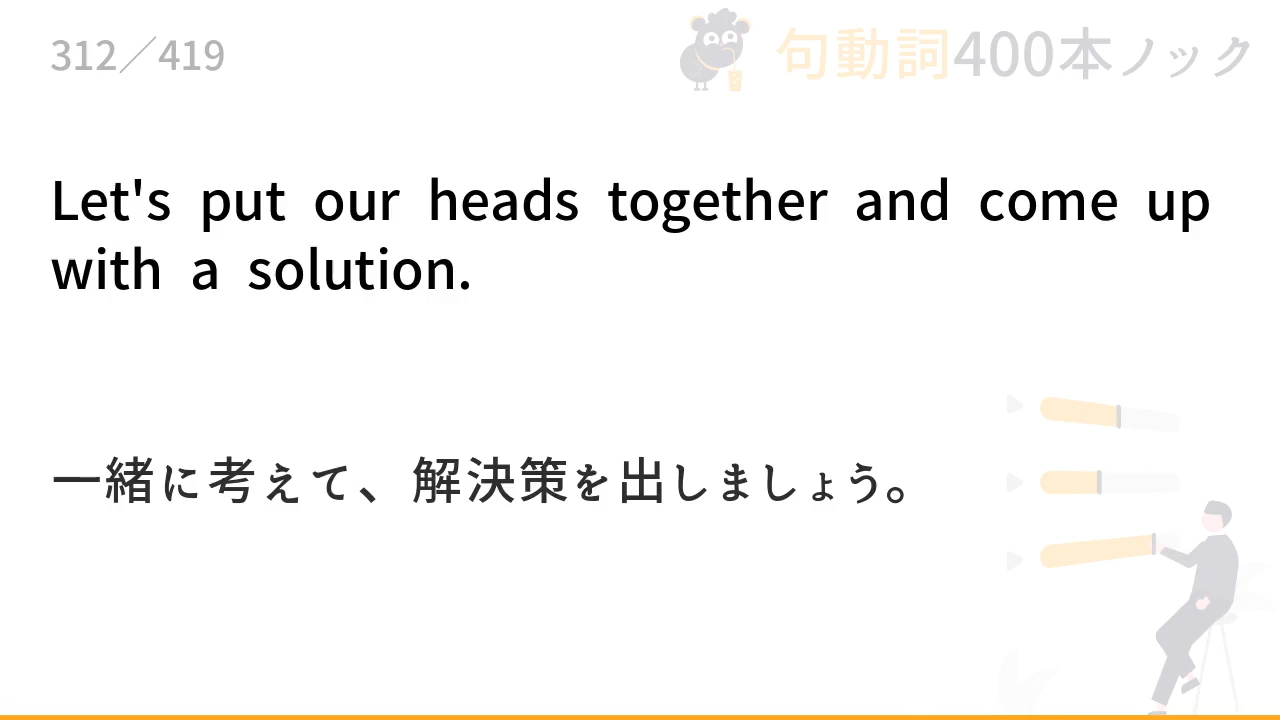 312／419
句動詞400本ノック
Let's put our heads together and come up
with a solution.
一緒に考えて、解決策を出しましょう。